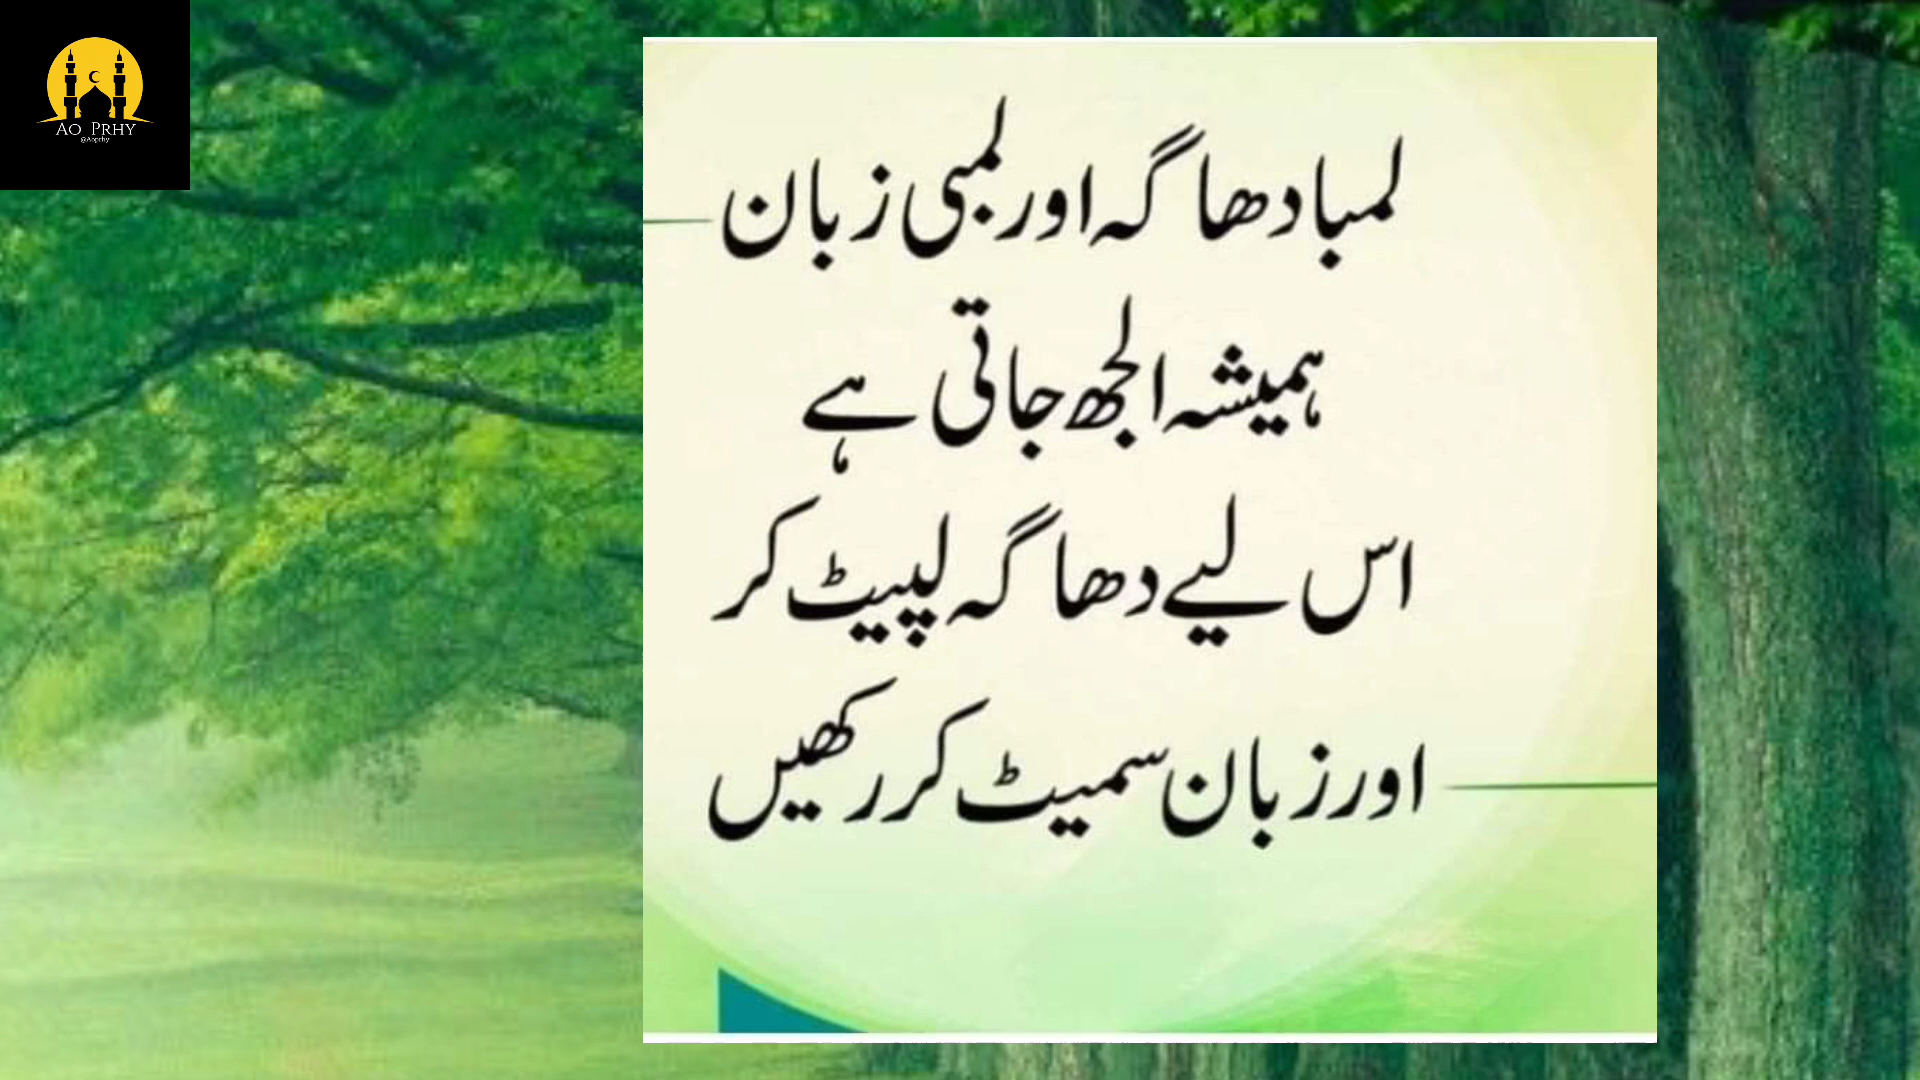 AO PRHY
@Aoprhy
لمبا دھاگہ اور لمبی زبان
ہمیشہ الجھ جاتی ہے
اس لیے دھاگہ لپیٹ کر
اور زبان سمیٹ کر رکھیں